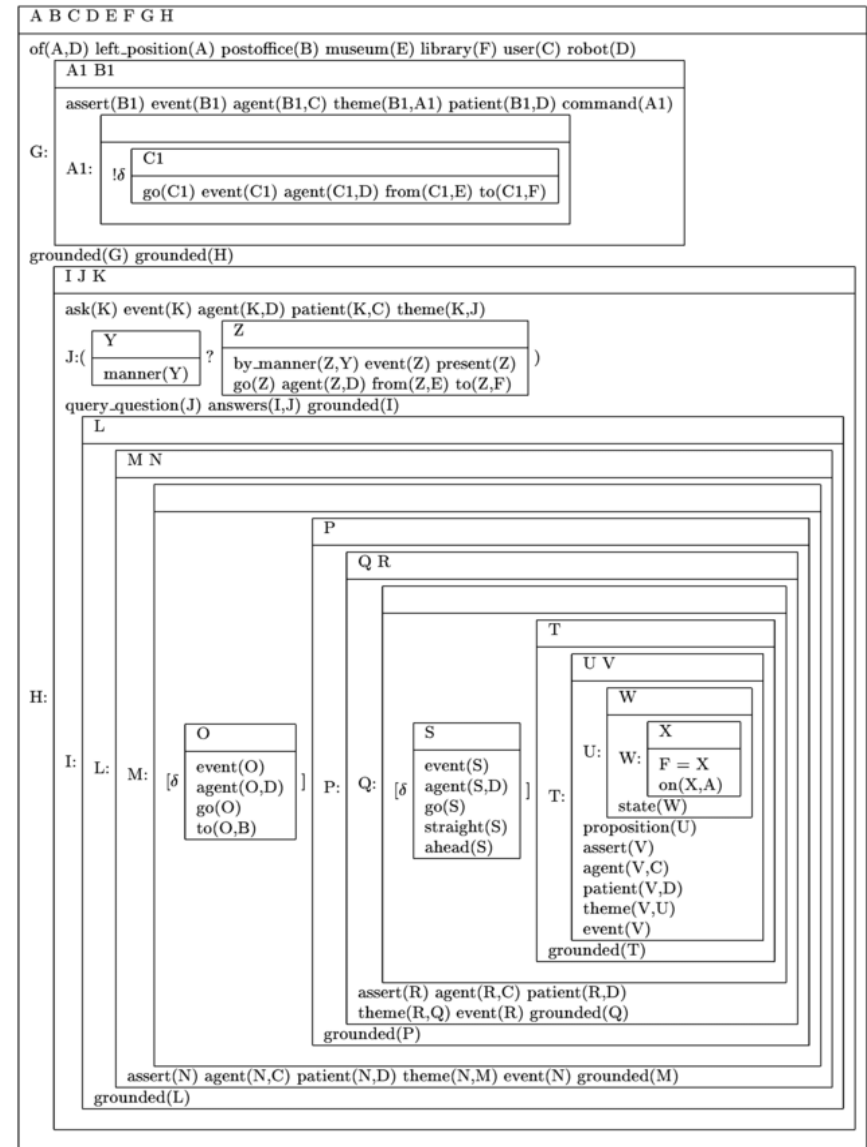 A B C D E F G H
of(A,D) left_position(A) postoffice(B) museum(E) library(F) user(C) robot(D)
A1 B1
assert(B1) event(B1) agent(B1,C) theme(B1,A1) patient(B1,D) command(A1)
G:
A1:
!δ
C1
go(C1) event(C1) agent(C1,D) from(C1,E) to(C1,F)
grounded(G) grounded(H)
I J K
ask(K) event(K) agent(K,D) patient(K,C) theme(K,J)
J:(
Y
manner(Y)
?
Z
by_manner(Z,Y) event(Z) present(Z)
go(Z) agent(Z,D) from(Z,E) to(Z,F)
)
query_question(J) answers(I,J) grounded(I)
L
M N
P
Q R
T
U V
W
H:
I:
L:
M:
[δ
O
event(O)
agent(O,D)
go(O)
to(O,B)
]
P:
Q:
[δ
S
event(S)
agent(S,D)
go(S)
straight(S)
ahead(S)
]
T:
U:
W:
X
F = X
on(X,A)
state(W)
proposition(U)
assert(V)
agent(V,C)
patient(V,D)
theme(V,U)
event(V)
grounded(T)
assert(R) agent(R,C) patient(R,D)
theme(R,Q) event(R) grounded(Q)
grounded(P)
assert(N) agent(N,C) patient(N,D) theme(N,M) event(N) grounded(M)
grounded(L)